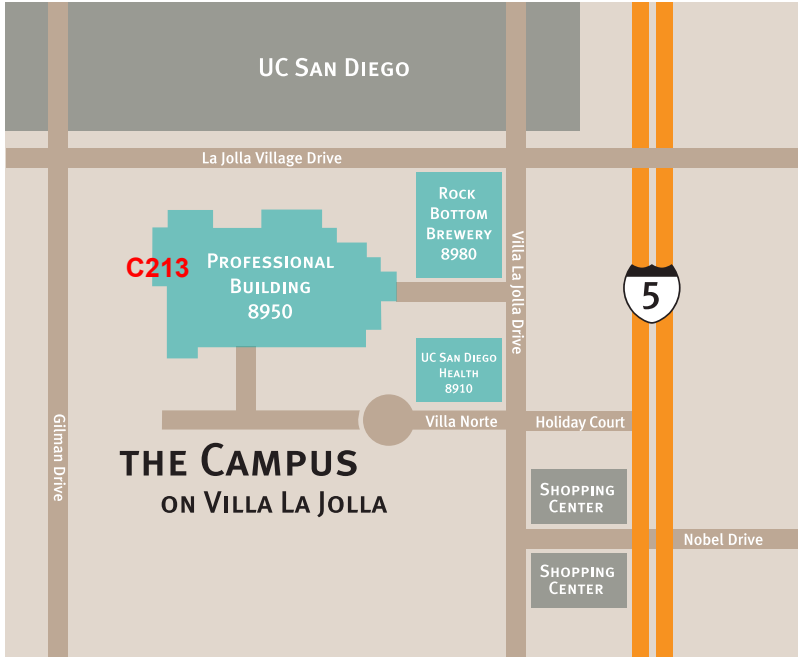 UC San Diego
La Jolla Village Drive
Rock
Bottom
Brewery
8980
Villa La Jolla Drive
C213
Professional
Building
8950
5
UC San Diego
Health
8910
Gilman Drive
Villa Norte
Holiday Court
the Campus
on Villa La Jolla
Shopping
Center
Nobel Drive
Shopping
Center